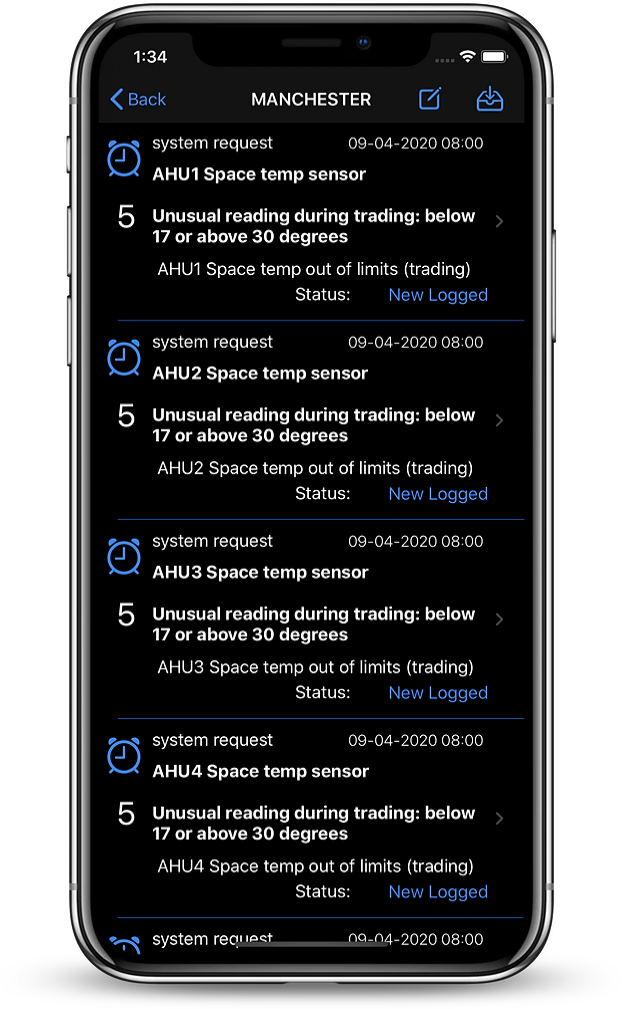 1:34
Back MANCHESTER
system request 09-04-2020 08:00
AHU1 Space temp sensor
5 Unusual reading during trading: below
17 or above 30 degrees
AHU1 Space temp out of limits (trading)
Status: New Logged
system request 09-04-2020 08:00
AHU2 Space temp sensor
5 Unusual reading during trading: below
17 or above 30 degrees
AHU2 Space temp out of limits (trading)
Status: New Logged
system request 09-04-2020 08:00
AHU3 Space temp sensor
5 Unusual reading during trading: below
17 or above 30 degrees
AHU3 Space temp out of limits (trading)
Status: New Logged
system request 09-04-2020 08:00
AHU4 Space temp sensor
5 Unusual reading during trading: below
17 or above 30 degrees
AHU4 Space temp out of limits (trading)
Status: New Logged
system request 09-04-2020 08:00